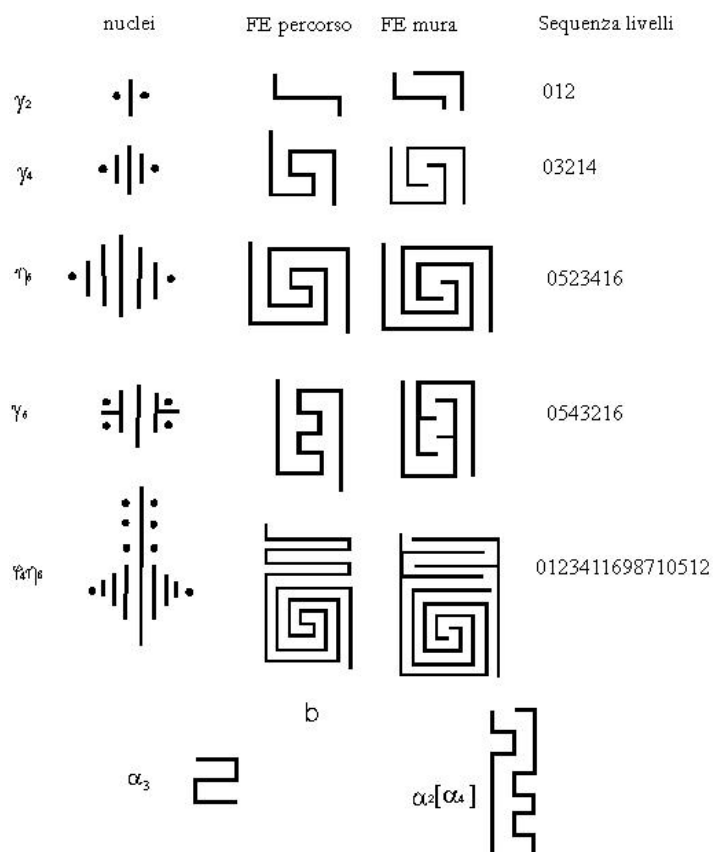 nuclei FE percorso FE mura Sequenza livelli
γ₂ 012
γ₄ 03214
η₆ 0523416
γ₆ 0543216
0123411698710512
b
α₃ α₂[α₄]